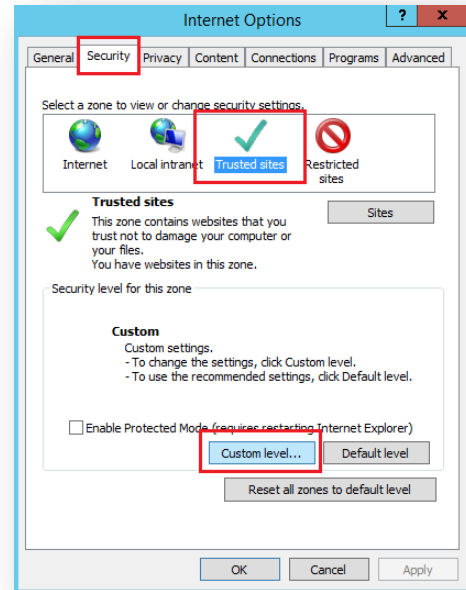 Internet Options
? x
General Security Privacy Content Connections Programs Advanced
Select a zone to view or change security settings.
Internet Local intranet Trusted sites Restricted sites
Trusted sites
Sites
This zone contains websites that you
trust not to damage your computer or
your files.
You have websites in this zone.
Security level for this zone
Custom
Custom settings.
- To change the settings, click Custom level.
- To use the recommended settings, click Default level.
Enable Protected Mode (requires restarting Internet Explorer)
Custom level... Default level
Reset all zones to default level
OK Cancel Apply